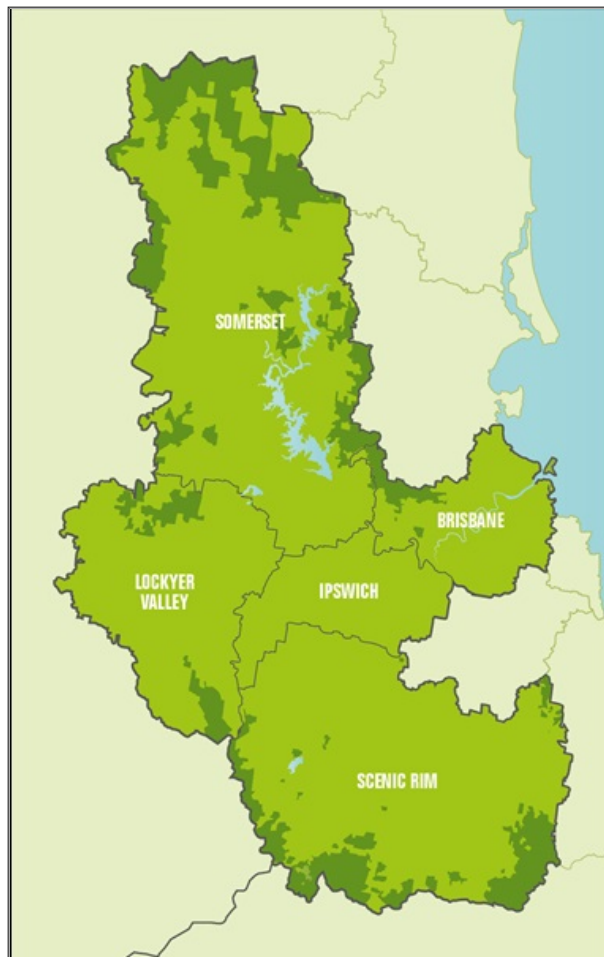 SOMERSET
BRISBANE
LOCKYER
VALLEY
IPSWICH
SCENIC RIM